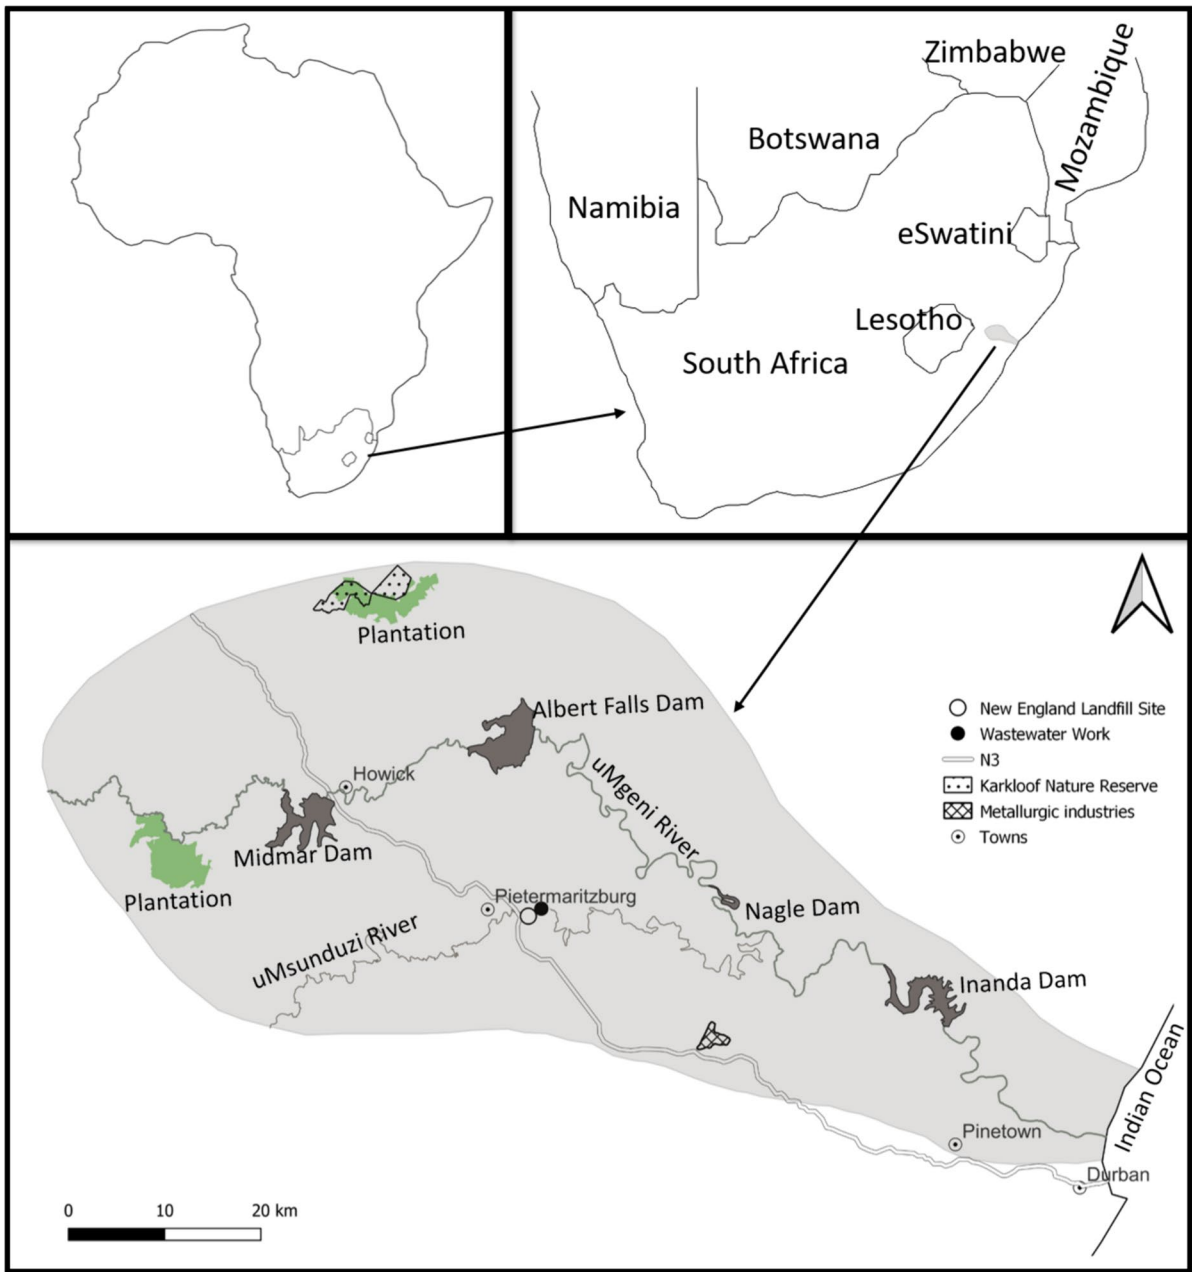 Zimbabwe
Mozambique
Botswana
Namibia
eSwatini
Lesotho
South Africa
Plantation
Albert Falls Dam
New England Landfill Site
Wastewater Work
N3
Karkloof Nature Reserve
Metallurgic industries
Towns
Howick
uMgeni River
Midmar Dam
Plantation
Pietermaritzburg
Nagle Dam
uMsunduzi River
Inanda Dam
Indian Ocean
Pinetown
Durban
0 10 20 km